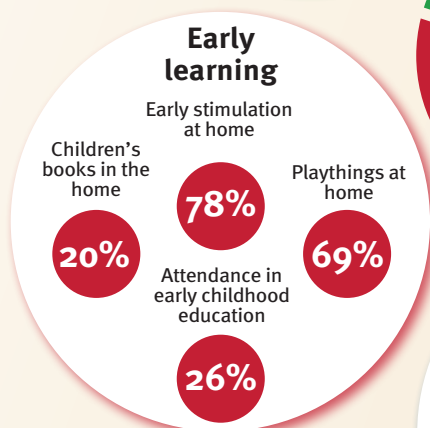 Early
learning
Early stimulation
at home
78%
Children's
books in the
home
20%
Playthings at
home
69%
Attendance in
early childhood
education
26%